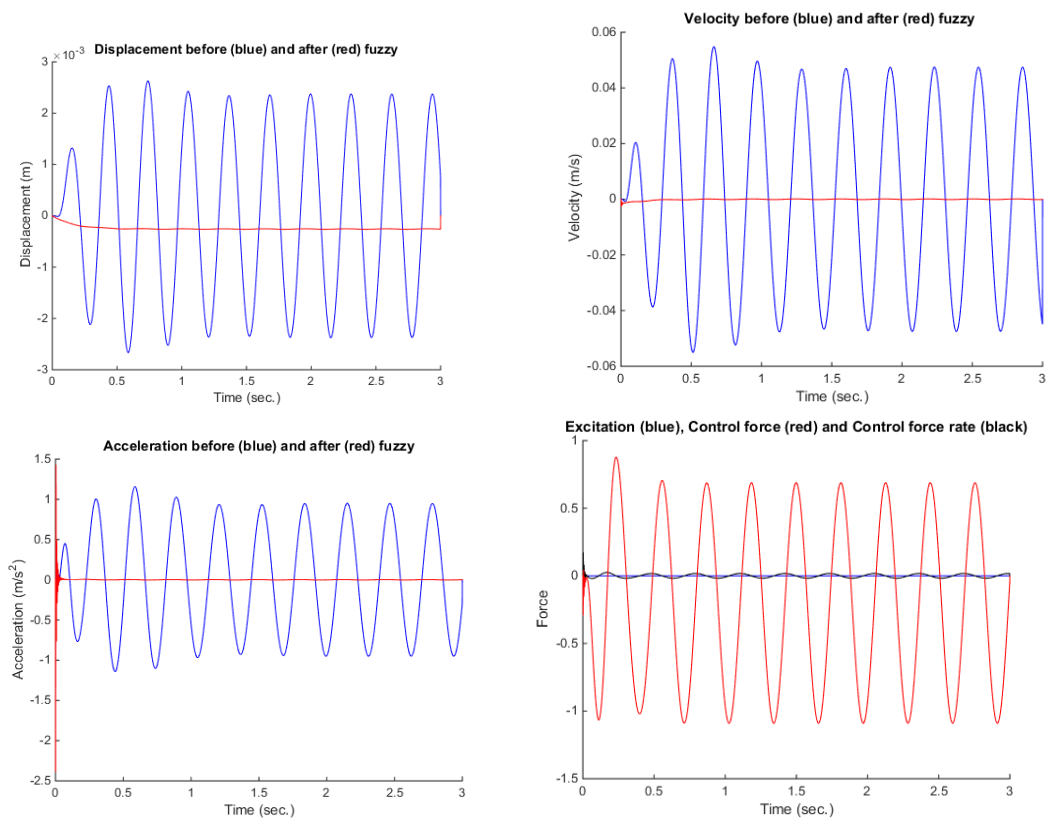 Displacement before (blue) and after (red) fuzzy
×10-3
3
2
1
0
-1
-2
-3
Displacement (m)
0 0.5 1 1.5 2 2.5 3
Time (sec.)
Velocity before (blue) and after (red) fuzzy
0.06
0.04
0.02
0
-0.02
-0.04
-0.06
Velocity (m/s)
0 0.5 1 1.5 2 2.5 3
Time (sec.)
Acceleration before (blue) and after (red) fuzzy
1.5
1
0.5
0
-0.5
-1
-1.5
-2
-2.5
Acceleration (m/s2)
0 0.5 1 1.5 2 2.5 3
Time (sec.)
Excitation (blue), Control force (red) and Control force rate (black)
1
0.5
0
-0.5
-1
-1.5
Force
0 0.5 1 1.5 2 2.5 3
Time (sec.)